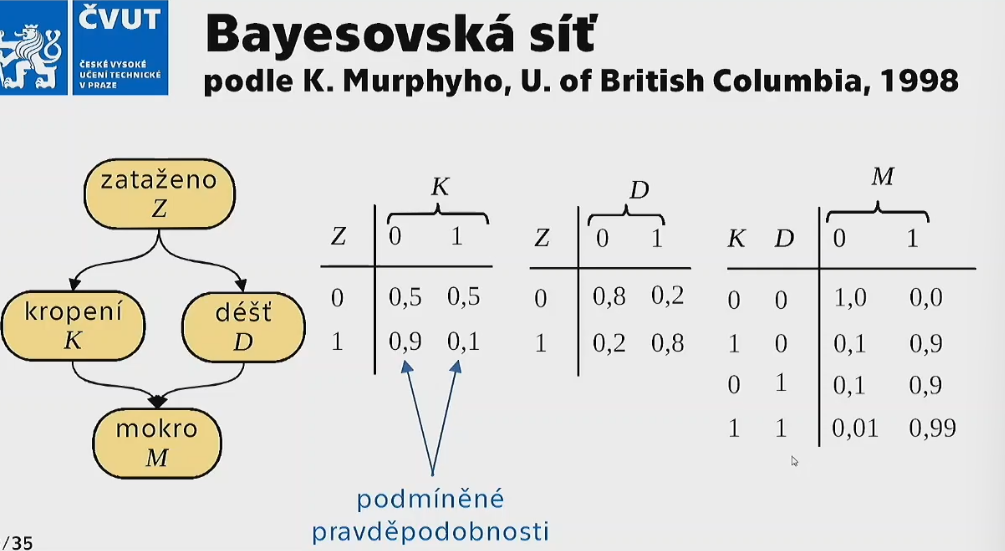 ČVUT
ČESKÉ VYSOKÉ
UČENÍ TECHNICKÉ
V PRAZE
Bayesovská síť
podle K. Murphyho, U. of British Columbia, 1998
zataženo
Z
kropení
K
déšť
D
mokro
M
K
Z 0 1
0 0,5 0,5
1 0,9 0,1
D
Z 0 1
0 0,8 0,2
1 0,2 0,8
M
K D 0 1
0 0 1,0 0,0
1 0 0,1 0,9
0 1 0,1 0,9
1 1 0,01 0,99
podmíněné
pravděpodobnosti
/35